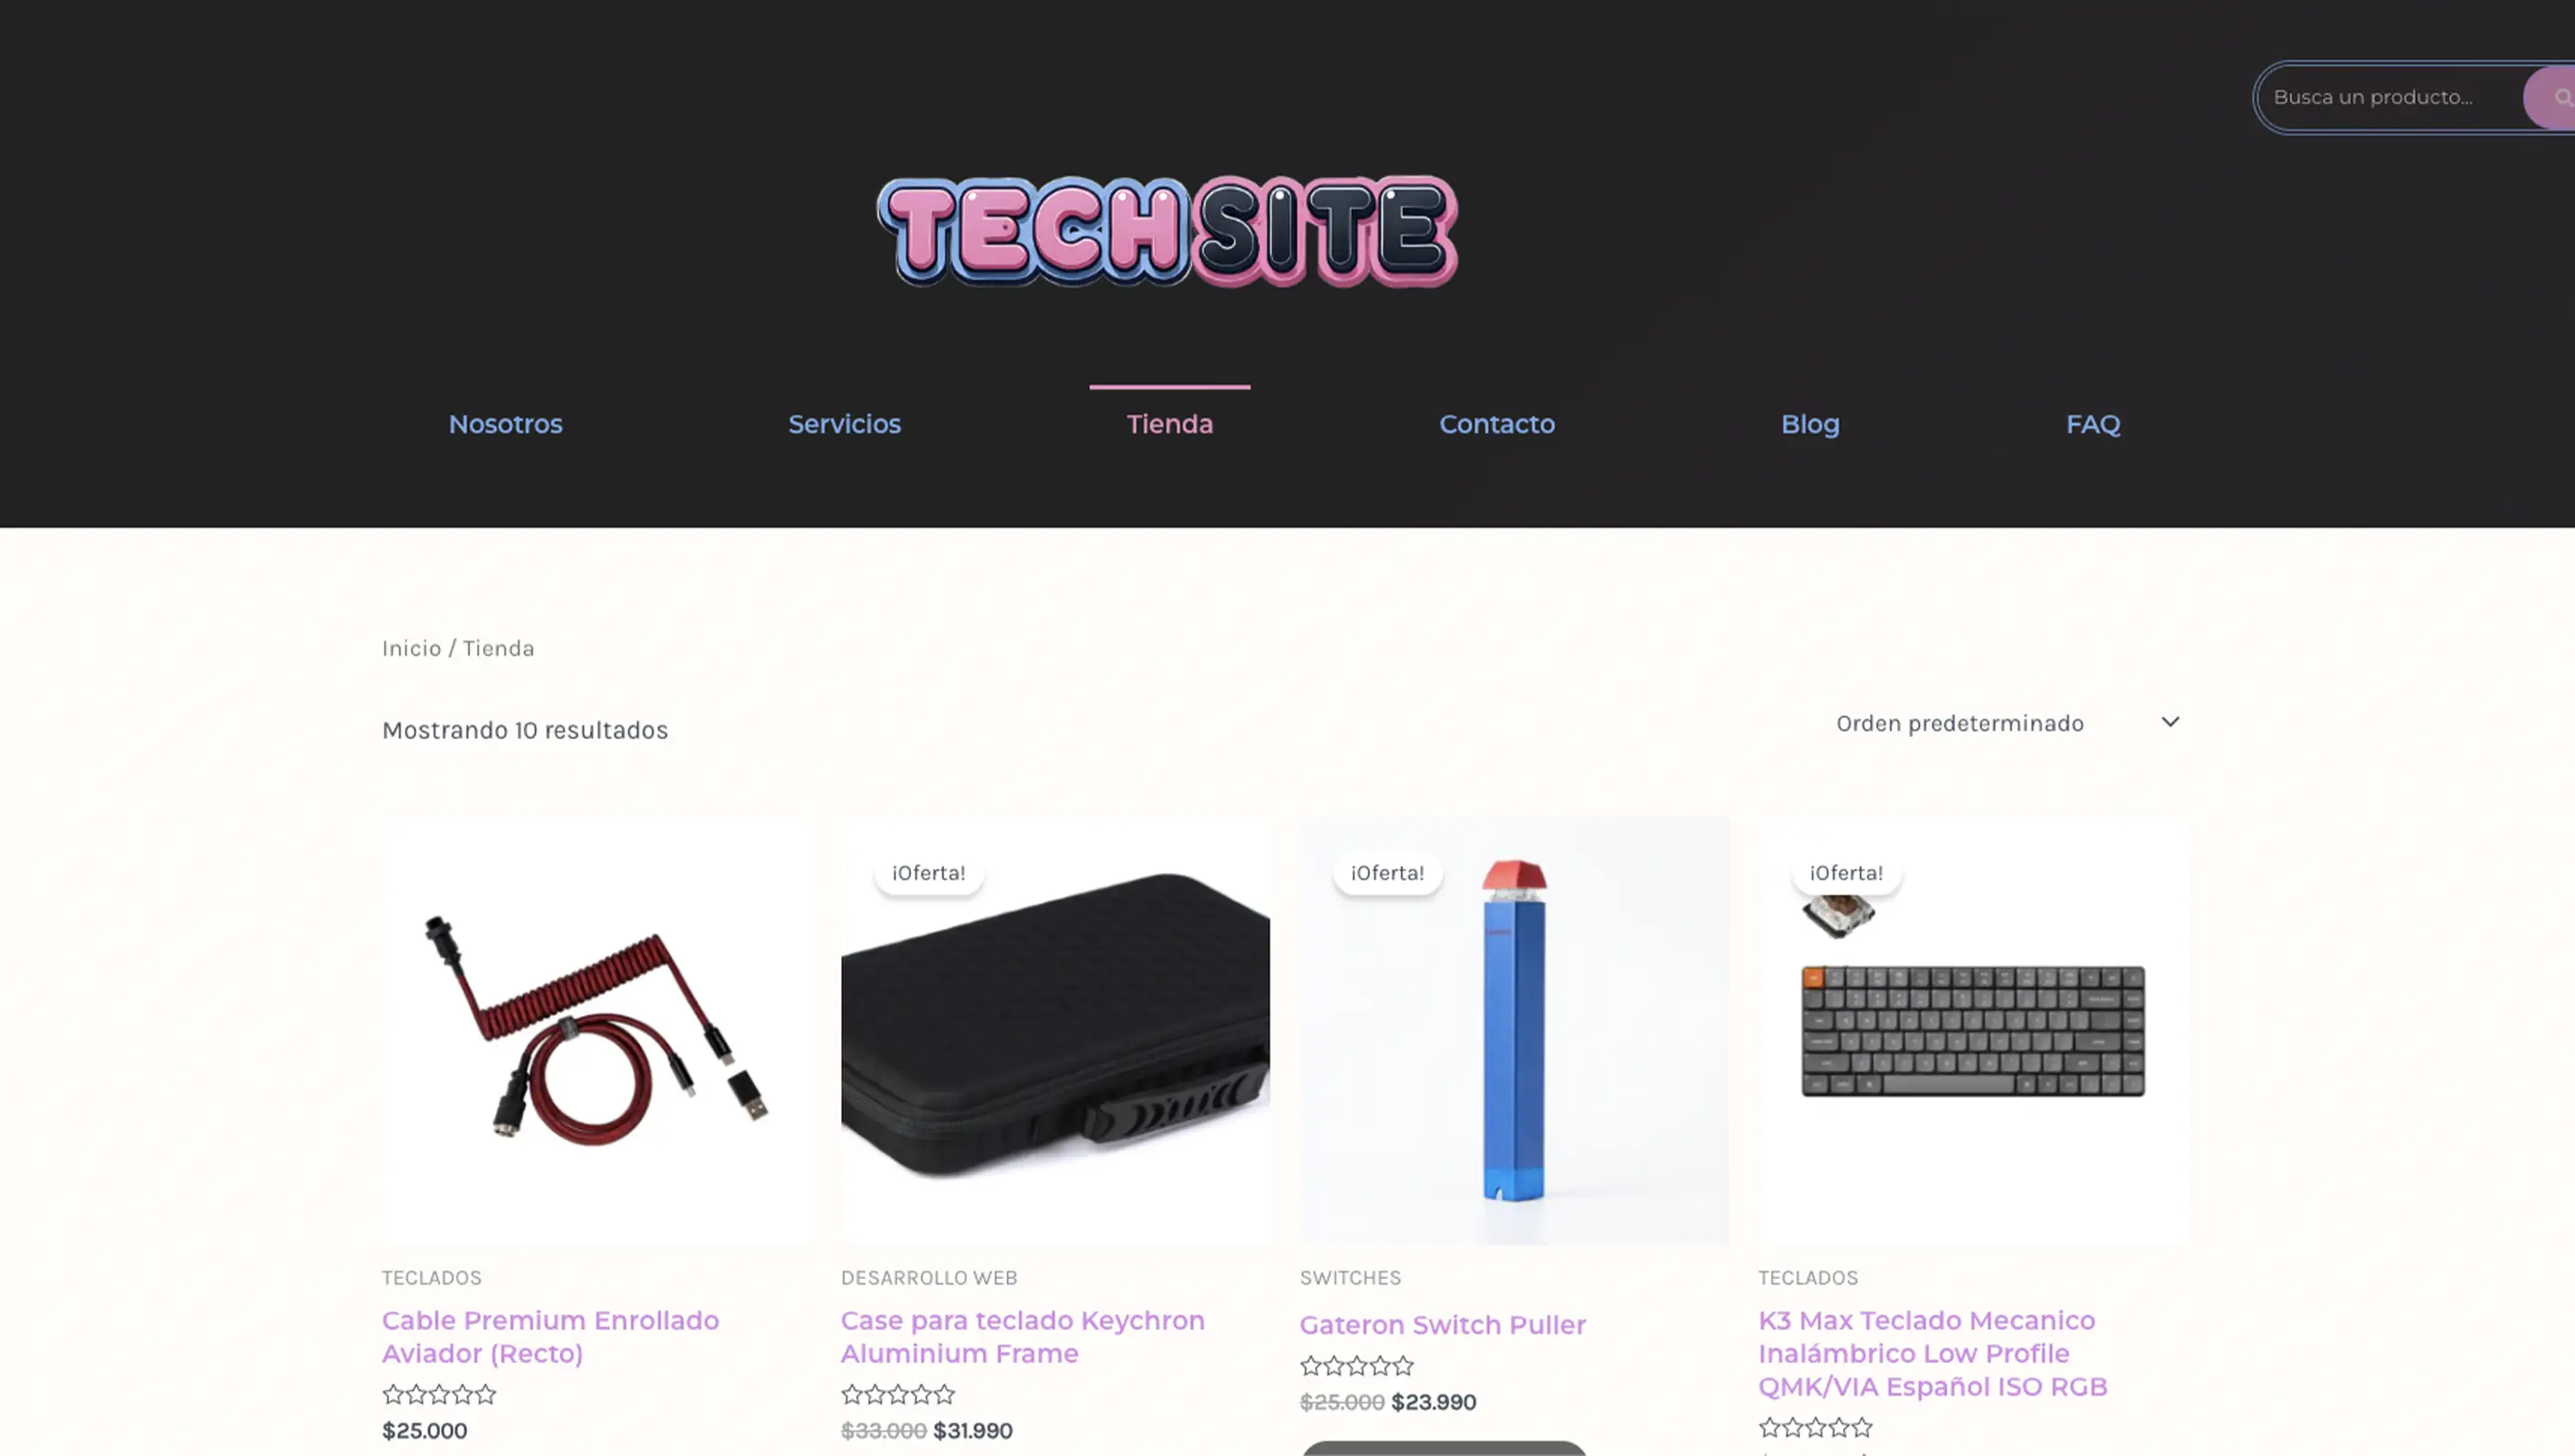 Busca un producto...
TECHSITE
Nosotros
Servicios
Tienda
Contacto
Blog
FAQ
Inicio / Tienda
Mostrando 10 resultados
Orden predeterminado
¡Oferta!
¡Oferta!
¡Oferta!
TECLADOS
Cable Premium Enrollado
Aviador (Recto)
$25.000
DESARROLLO WEB
Case para teclado Keychron
Aluminium Frame
$33.000 $31.990
SWITCHES
Gateron Switch Puller
$25.000 $23.990
TECLADOS
K3 Max Teclado Mecanico
Inalámbrico Low Profile
QMK/VIA Español ISO RGB